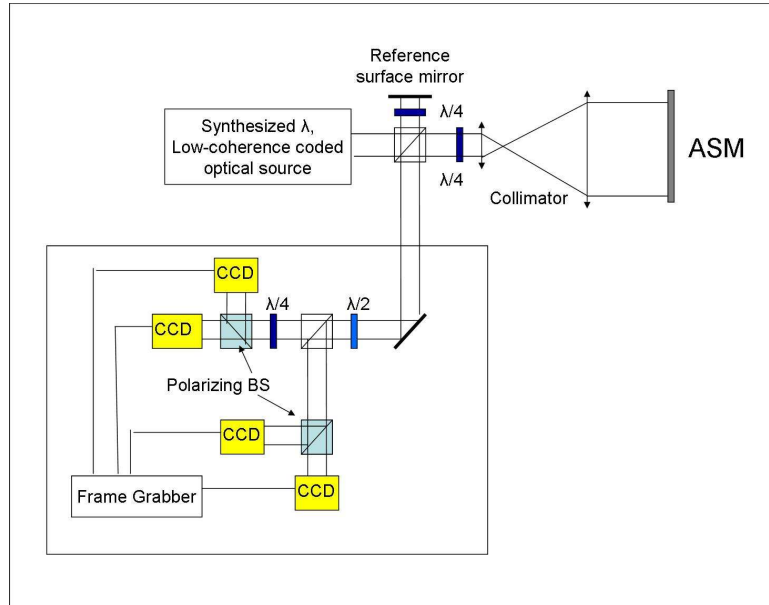 Reference
surface mirror
λ/4
Synthesized λ,
Low-coherence coded
optical source
λ/4
ASM
Collimator
CCD
λ/4
λ/2
CCD
Polarizing BS
CCD
Frame Grabber
CCD